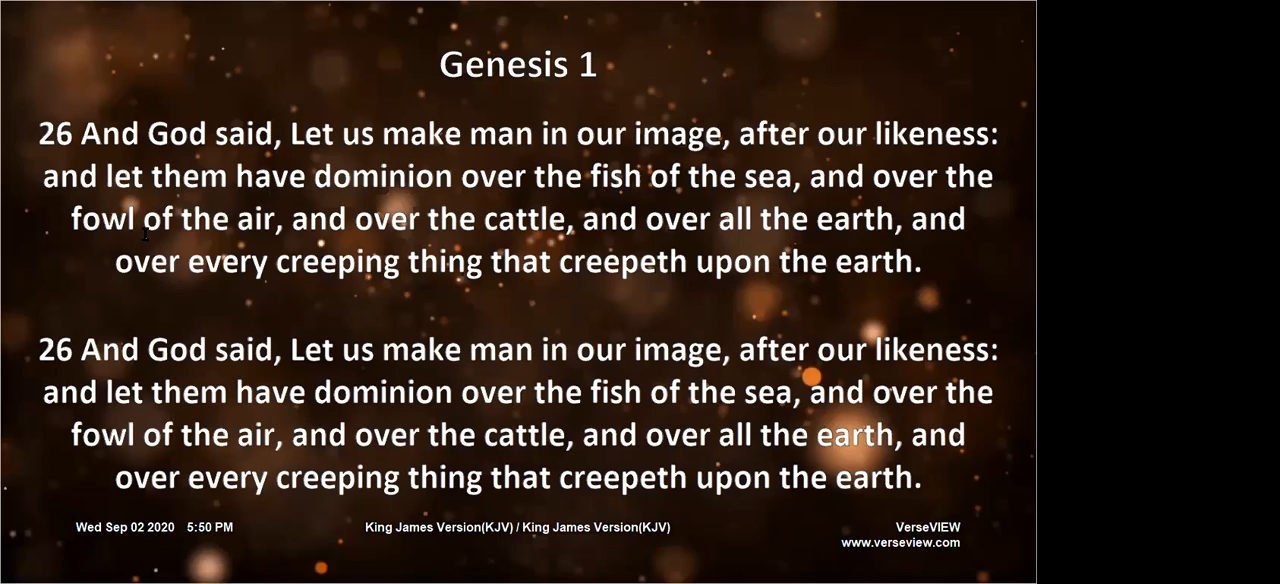 Genesis 1
26 And God said, Let us make man in our image, after our likeness:
and let them have dominion over the fish of the sea, and over the
fowl of the air, and over the cattle, and over all the earth, and
over every creeping thing that creepeth upon the earth.
26 And God said, Let us make man in our image, after our likeness:
and let them have dominion over the fish of the sea, and over the
fowl of the air, and over the cattle, and over all the earth, and
over every creeping thing that creepeth upon the earth.
Wed Sep 02 2020 5:50 PM King James Version(KJV) / King James Version(KJV) VerseVIEW
www.verseview.com